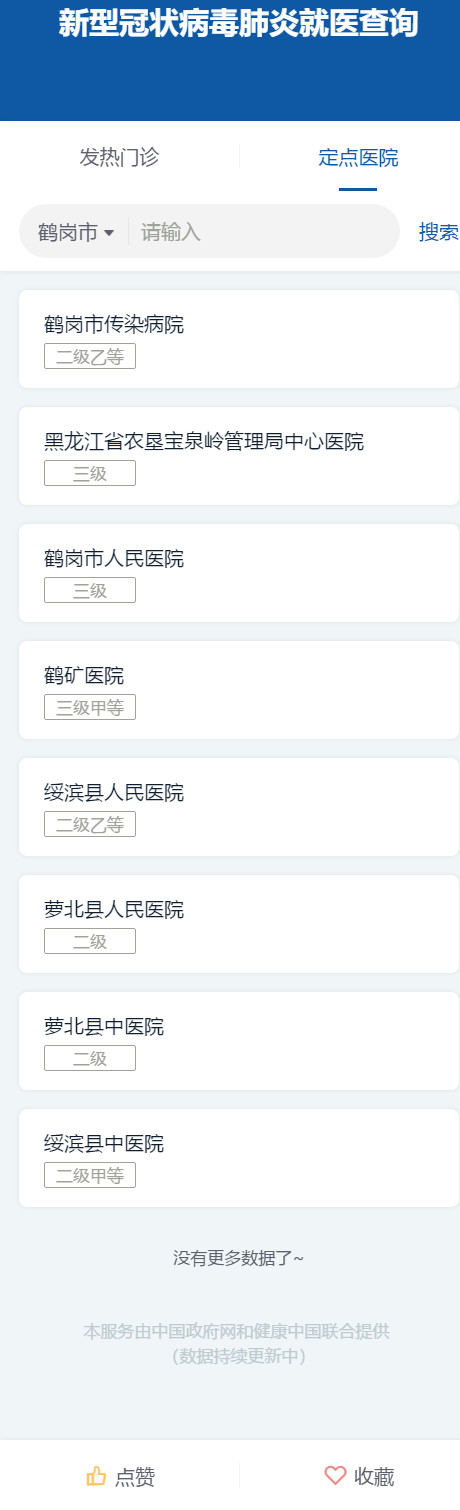 新型冠状病毒肺炎就医查询
发热门诊
定点医院
鹤岗市
请输入
搜索
鹤岗市传染病院
二级乙等
黑龙江省农垦宝泉岭管理局中心医院
三级
鹤岗市人民医院
三级
鹤矿医院
三级甲等
绥滨县人民医院
二级乙等
萝北县人民医院
二级
萝北县中医院
二级
绥滨县中医院
二级甲等
没有更多数据了~
本服务由中国政府网和健康中国联合提供
（数据持续更新中）
点赞
收藏